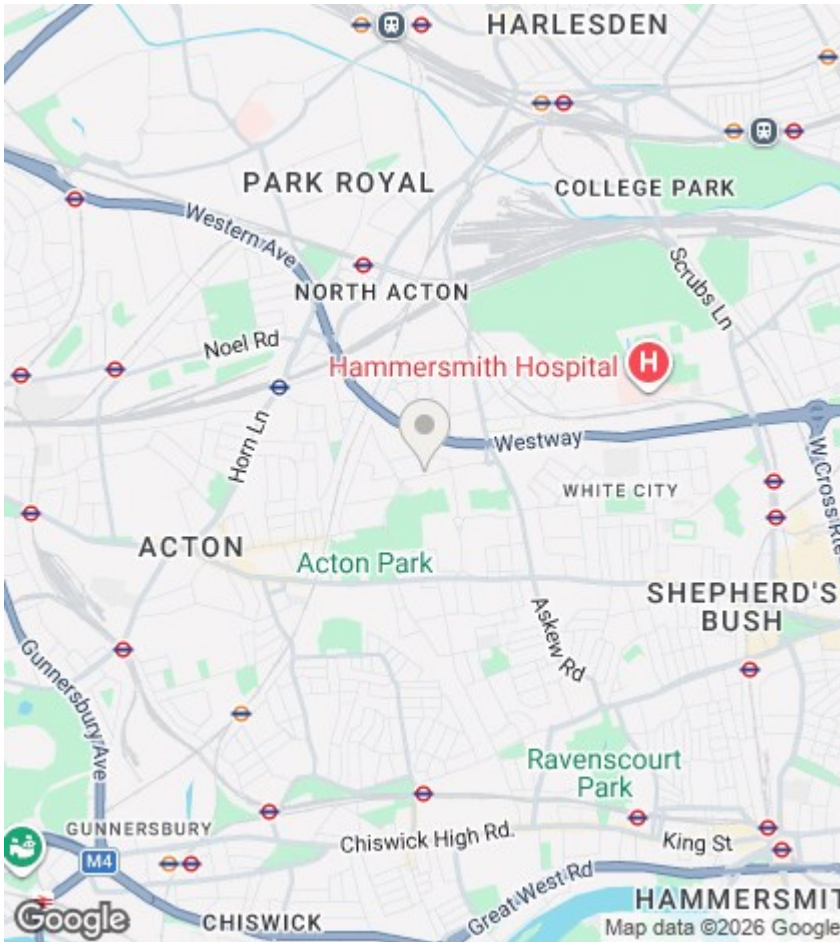 HARLESDEN
PARK ROYAL
COLLEGE PARK
Western Ave
Scrubs Ln
NORTH ACTON
Noel Rd
Hammersmith Hospital
H
Horn Ln
Westway
W Cross Rte
WHITE CITY
ACTON
Acton Park
SHEPHERD'S
BUSH
Askew Rd
Gunnersbury Ave
Ravenscourt
Park
GUNNERSBURY
Chiswick High Rd.
King St
M4
Great West Rd
HAMMERSMIT
CHISWICK
Google
Map data ©2026 Google